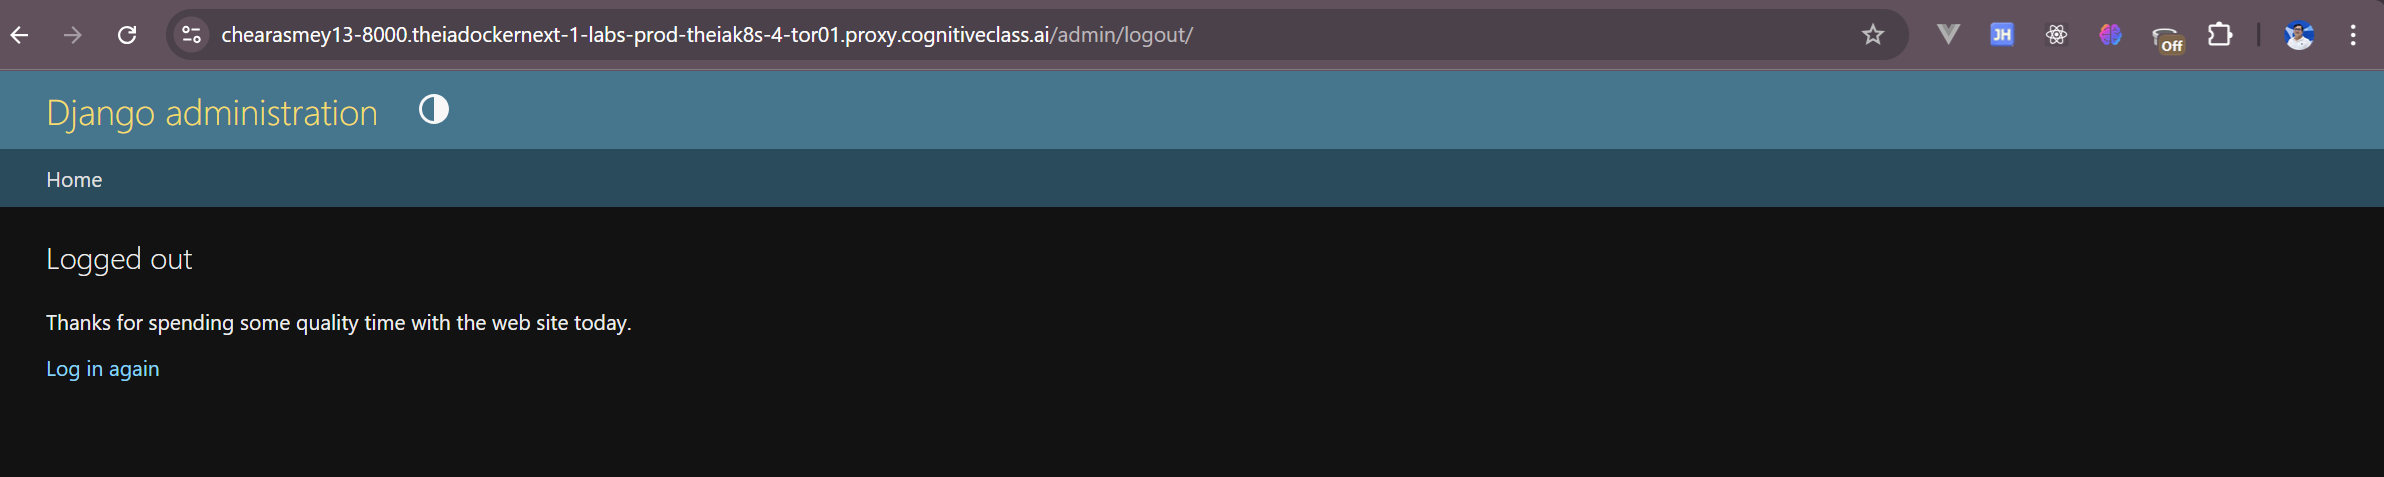 chearasmey13-8000.theiadockernext-1-labs-prod-theiak8s-4-tor01.proxy.cognitiveclass.ai/admin/logout/
JH
Off
Django administration
Home
Logged out
Thanks for spending some quality time with the web site today.
Log in again